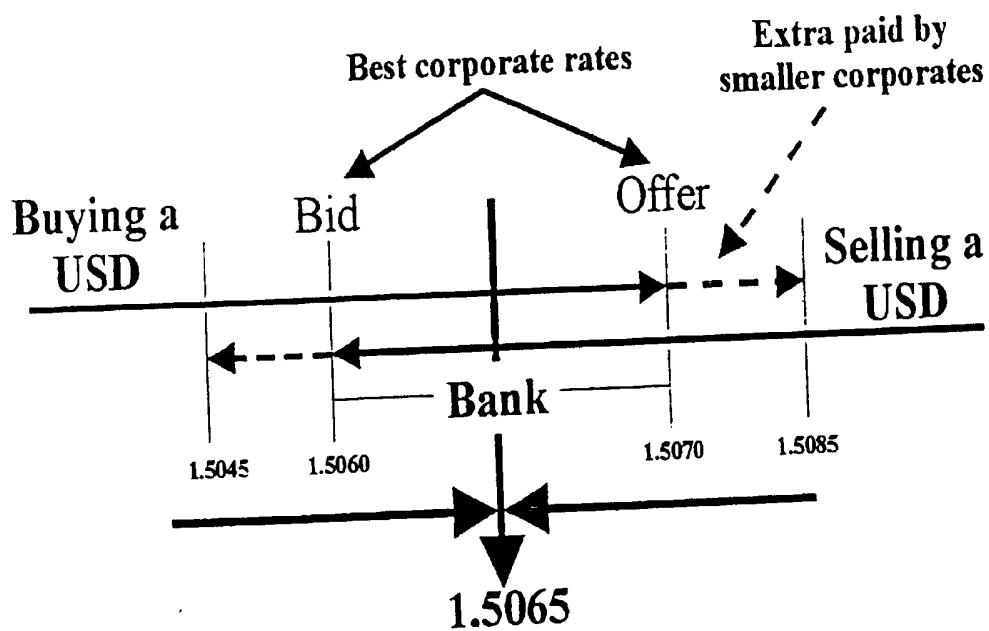 Extra paid by
smaller corporates
Best corporate rates
Buying a
USD
Bid
Offer
Selling a
USD
Bank
1.5045
1.5060
1.5070
1.5085
1.5065